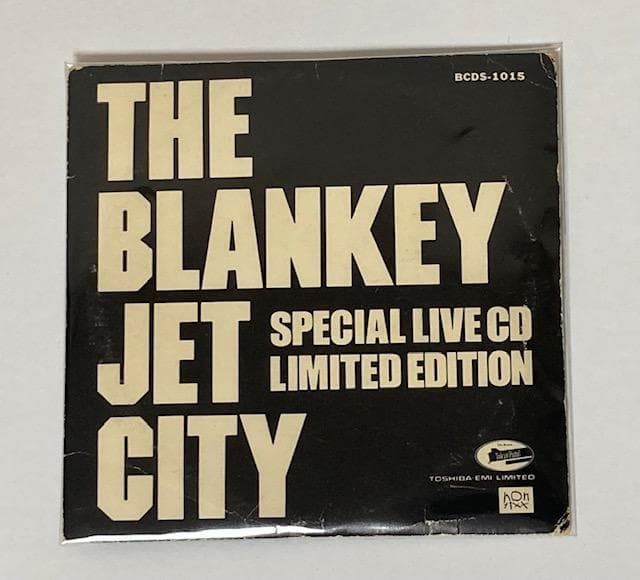 BCDS-1015
THE
BLANKEY
JET
CITY
SPECIAL LIVE CD
LIMITED EDITION
TOSHIBA-EMI LIMITED